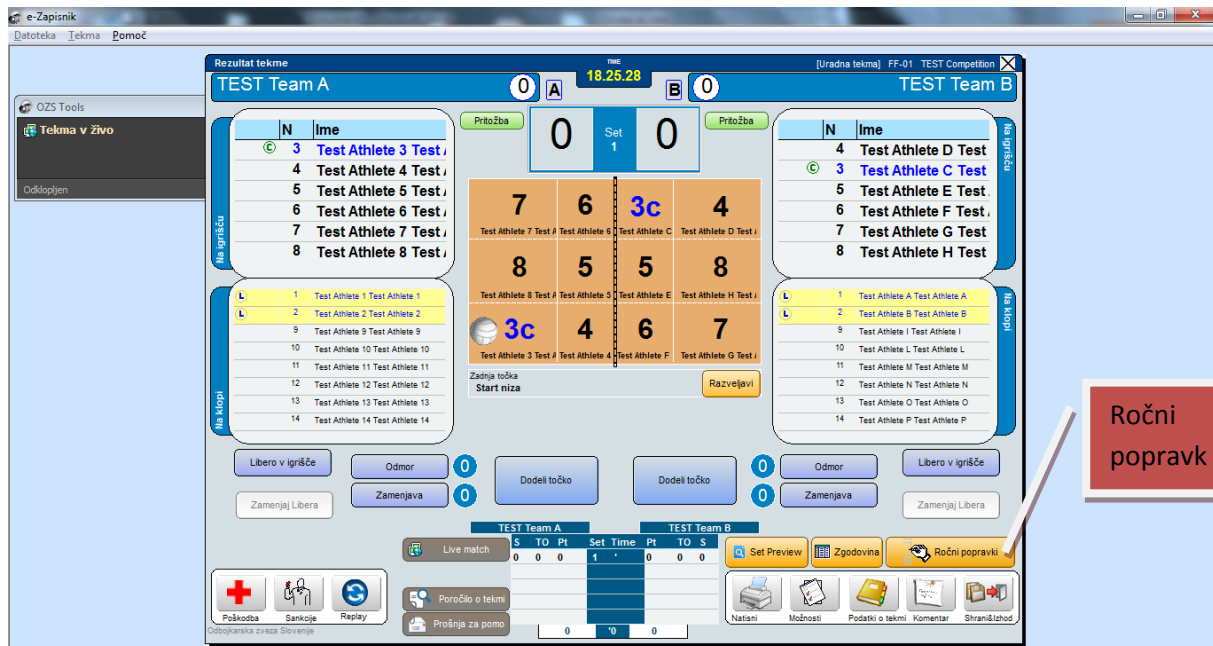 e-Zapisnik
Datoteka Tekma Pomoč
OZS Tools
Tekma v živo
Odklopljen
Rezultat tekme
TIME
18.25.28
[Uradna tekma] FF-01 TEST Competition
TEST Team A
0 A
B 0
TEST Team B
Na igrišču
N Ime
C 3 Test Athlete 3 Test
4 Test Athlete 4 Test
5 Test Athlete 5 Test
6 Test Athlete 6 Test
7 Test Athlete 7 Test
8 Test Athlete 8 Test
Na klopi
L 1 Test Athlete 1 Test Athlete 1
L 2 Test Athlete 2 Test Athlete 2
9 Test Athlete 9 Test Athlete 9
10 Test Athlete 10 Test Athlete 10
11 Test Athlete 11 Test Athlete 11
12 Test Athlete 12 Test Athlete 12
13 Test Athlete 13 Test Athlete 13
14 Test Athlete 14 Test Athlete 14
Pritožba
0 Set 0
1
Pritožba
7 6 3c 4
Test Athlete 7 Test Test Athlete 6 Test Athlete C Test Athlete D Test
8 5 5 8
Test Athlete 8 Test Test Athlete 5 Test Athlete E Test Athlete H Test
3c 4 6 7
Test Athlete 3 Test Test Athlete 4 Test Athlete F Test Athlete G Test
Zadnja točka
Start niza
Razveljavi
Na igrišču
N Ime
4 Test Athlete D Test
C 3 Test Athlete C Test
5 Test Athlete E Test
6 Test Athlete F Test
7 Test Athlete G Test
8 Test Athlete H Test
Na klopi
L 1 Test Athlete A Test Athlete A
L 2 Test Athlete B Test Athlete B
9 Test Athlete I Test Athlete I
10 Test Athlete L Test Athlete L
11 Test Athlete M Test Athlete M
12 Test Athlete N Test Athlete N
13 Test Athlete O Test Athlete O
14 Test Athlete P Test Athlete P
Ročni
popravk
Libero v igrišče
Odmor 0
Dodeli točko
Dodeli točko
0 Odmor
Libero v igrišče
Zamenjaj Libera
Zamenjava 0
0 Zamenjava
Zamenjaj Libera
TEST Team A TEST Team B
S TO Pt Set Time Pt TO S
0 0 0 1 ' 0 0 0
0 '0 0
Live match
Set Preview
Zgodovina
Ročni popravki
Poročilo o tekmi
Prošnja za pomo
Poškodba
Sankcije
Replay
Natisni
Možnosti
Podatki o tekmi
Komentar
Shrani&Izhod
Odbojkarska zveza Slovenije